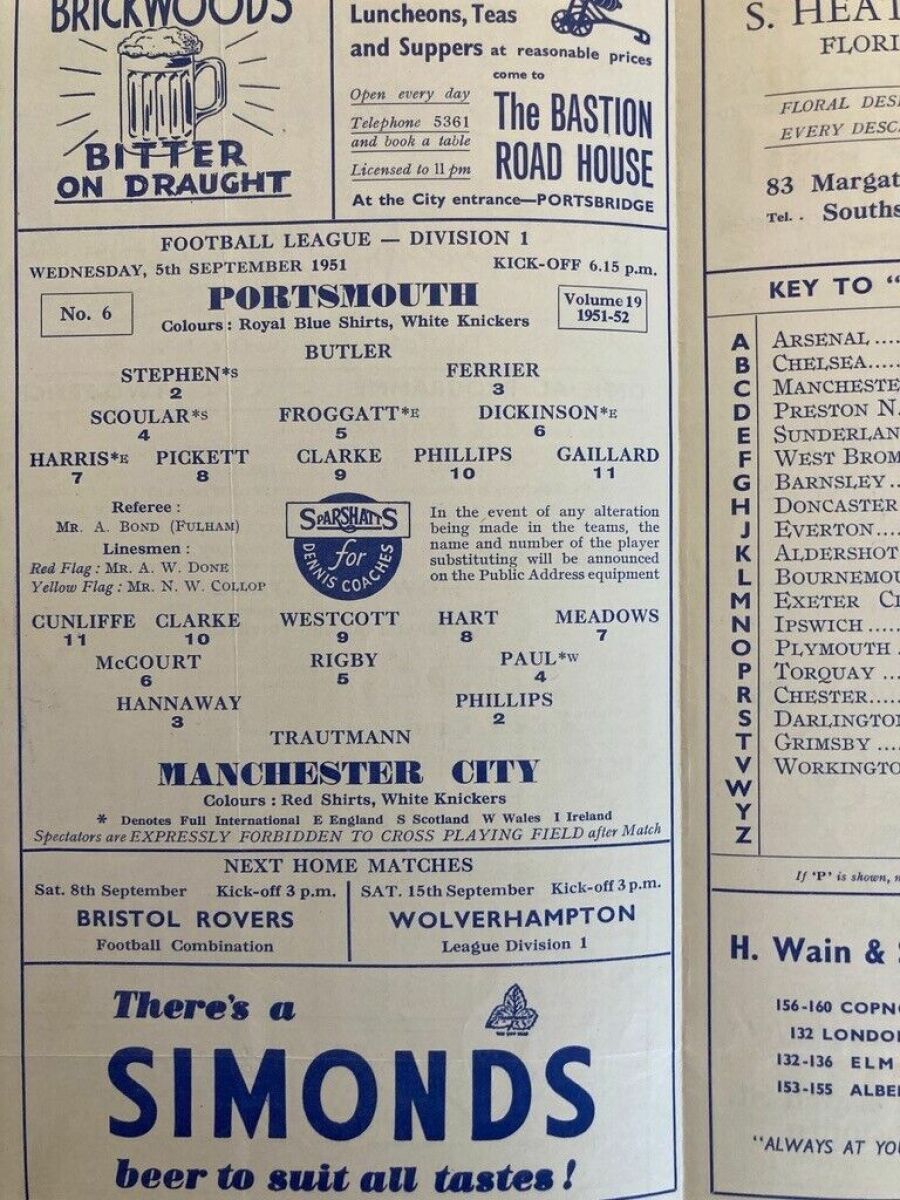 BRICKWOODS
BITTER
ON DRAUGHT
Luncheons, Teas
and Suppers at reasonable prices
come to
Open every day
Telephone 5361
and book a table
Licensed to 11 pm
The BASTION
ROAD HOUSE
At the City entrance—PORTSBRIDGE
FOOTBALL LEAGUE — DIVISION 1
WEDNESDAY, 5th SEPTEMBER 1951 KICK-OFF 6.15 p.m.
No. 6
PORTSMOUTH
Colours: Royal Blue Shirts, White Knickers
Volume 19
1951-52
BUTLER
STEPHEN*S FERRIER
2 3
SCOULAR*S FROGGATT*E DICKINSON*E
4 5 6
HARRIS*E PICKETT CLARKE PHILLIPS GAILLARD
7 8 9 10 11
Referee :
MR. A. BOND (FULHAM)
Linesmen :
Red Flag : MR. A. W. DONE
Yellow Flag : MR. N. W. COLLOP
SPARSHATTS
for
DENNIS COACHES
In the event of any alteration
being made in the teams, the
name and number of the player
substituting will be announced
on the Public Address equipment
CUNLIFFE CLARKE WESTCOTT HART MEADOWS
11 10 9 8 7
McCOURT RIGBY PAUL*W
6 5 4
HANNAWAY PHILLIPS
3 2
TRAUTMANN
MANCHESTER CITY
Colours : Red Shirts, White Knickers
* Denotes Full International E England S Scotland W Wales I Ireland
Spectators are EXPRESSLY FORBIDDEN TO CROSS PLAYING FIELD after Match
NEXT HOME MATCHES
Sat. 8th September Kick-off 3 p.m.
BRISTOL ROVERS
Football Combination
SAT. 15th September Kick-off 3 p.m.
WOLVERHAMPTON
League Division 1
There's a
SIMONDS
beer to suit all tastes!
S. HEAT
FLORI
FLORAL DES
EVERY DESC
83 Margat
Tel. . Souths
KEY TO "
A ARSENAL ....
B CHELSEA....
C MANCHESTE
D PRESTON N.
E SUNDERLAN
F WEST BROM
G BARNSLEY ..
H DONCASTER
J EVERTON....
K ALDERSHOT
L BOURNEMOU
M EXETER CI
N IPSWICH .....
O PLYMOUTH .
P TORQUAY ...
R CHESTER.....
S DARLINGTON
T GRIMSBY ....
V WORKINGTO
W
Y
Z
If 'P' is shown,
H. Wain & S
156-160 COPNO
132 LONDO
132-136 ELM
153-155 ALBE
"ALWAYS AT YO